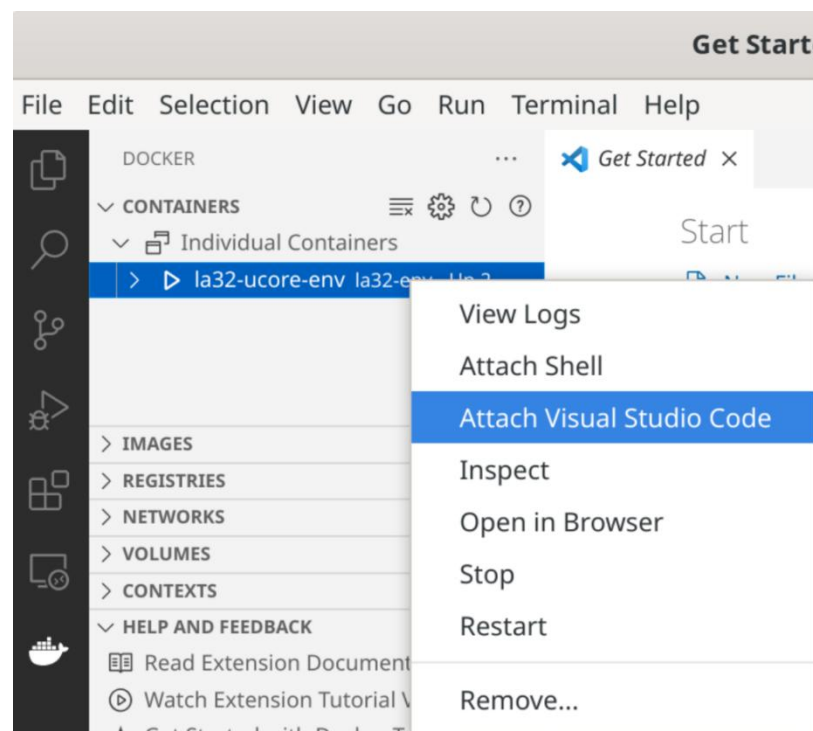 Get Start
File Edit Selection View Go Run Terminal Help
DOCKER
Get Started
CONTAINERS
Individual Containers
la32-ucore-env la32-env
Start
View Logs
Attach Shell
Attach Visual Studio Code
Inspect
Open in Browser
Stop
Restart
Remove...
IMAGES
REGISTRIES
NETWORKS
VOLUMES
CONTEXTS
HELP AND FEEDBACK
Read Extension Document
Watch Extension Tutorial